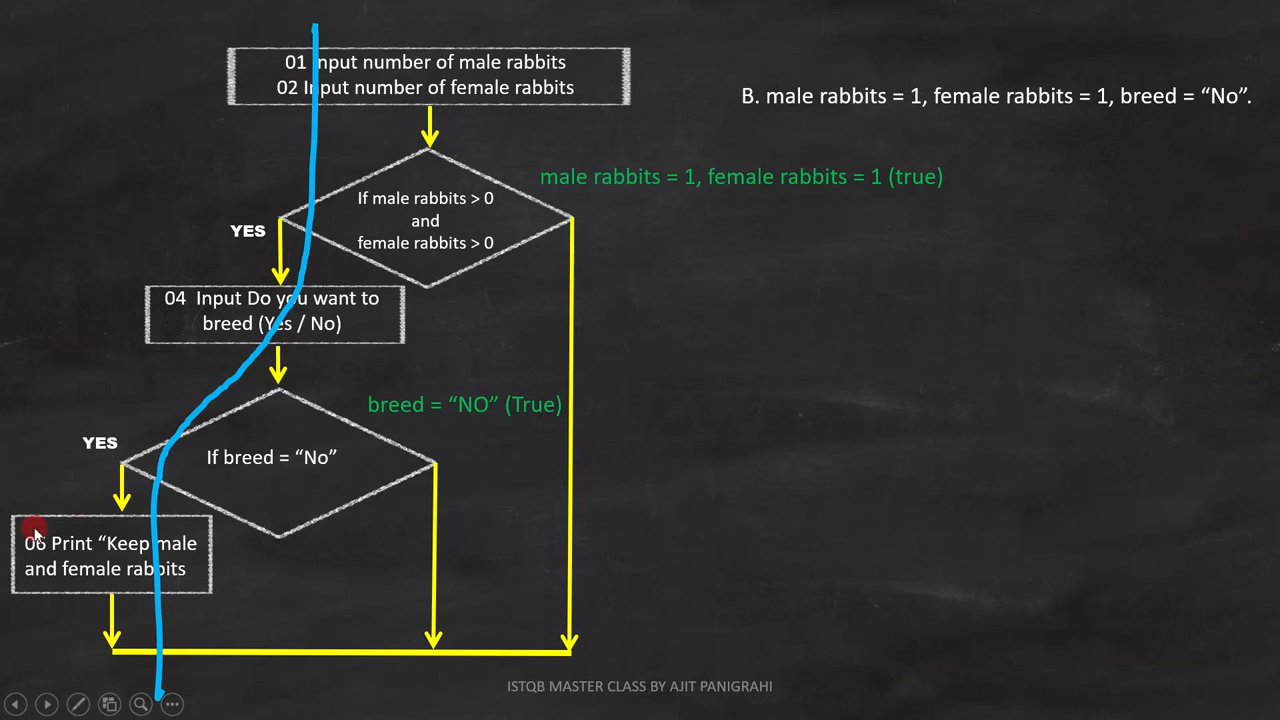 01 Input number of male rabbits
02 Input number of female rabbits
B. male rabbits = 1, female rabbits = 1, breed = “No”.
male rabbits = 1, female rabbits = 1 (true)
If male rabbits > 0
and
female rabbits > 0
YES
04 Input Do you want to
breed (Yes / No)
breed = “NO” (True)
YES
If breed = “No”
06 Print “Keep male
and female rabbits
ISTQB MASTER CLASS BY AJIT PANIGRAHI